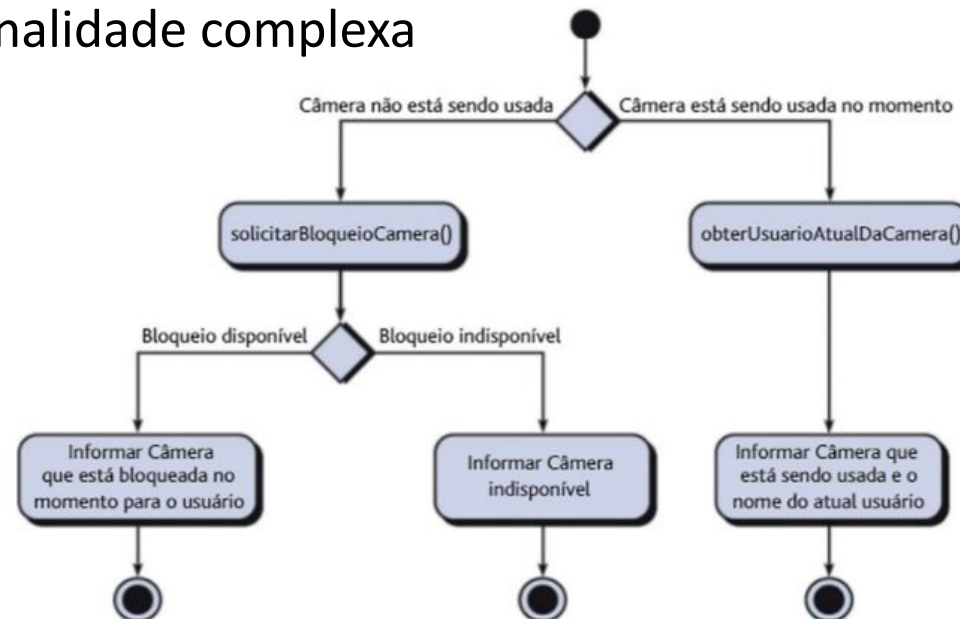 nalidade complexa
Câmera não está sendo usada
Câmera está sendo usada no momento
solicitarBloqueioCamera()
obterUsuarioAtualDaCamera()
Bloqueio disponível
Bloqueio indisponível
Informar Câmera
que está bloqueada no
momento para o usuário
Informar Câmera
indisponível
Informar Câmera que
está sendo usada e o
nome do atual usuário